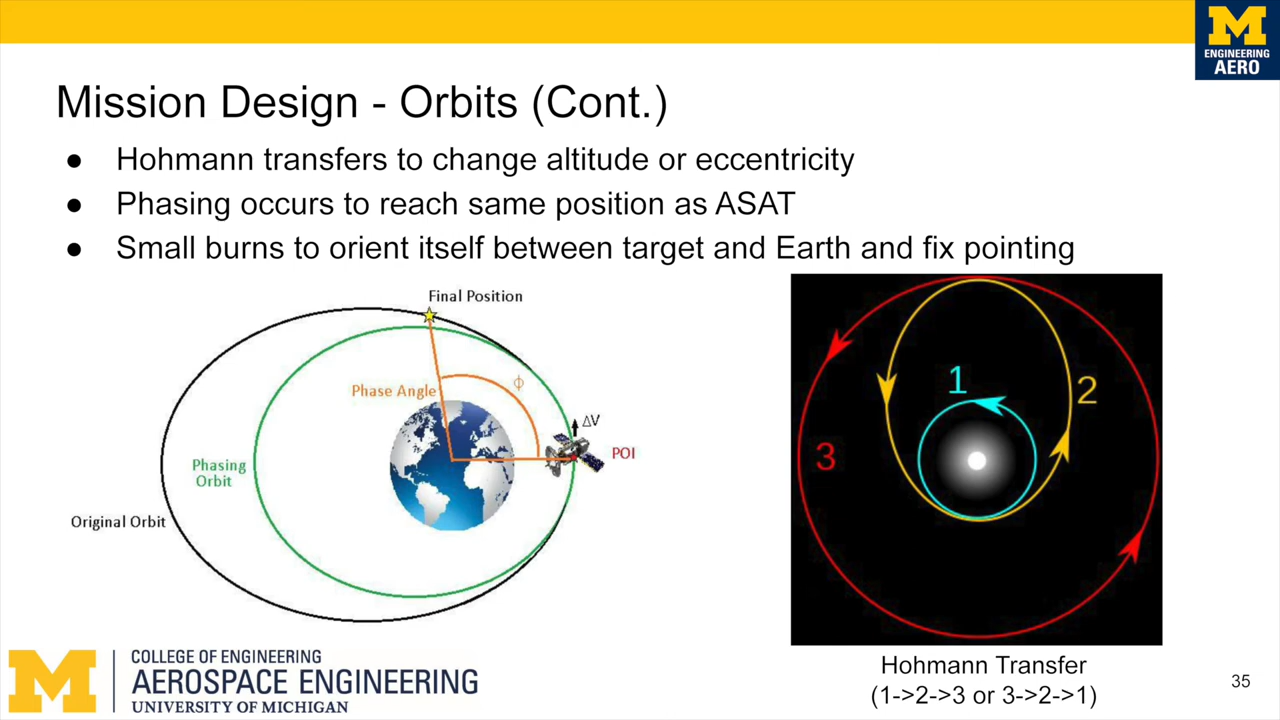 M
ENGINEERING
AERO
Mission Design - Orbits (Cont.)
● Hohmann transfers to change altitude or eccentricity
● Phasing occurs to reach same position as ASAT
● Small burns to orient itself between target and Earth and fix pointing
Final Position
Phase Angle
ϕ
ΔV
POI
Phasing
Orbit
Original Orbit
1
2
3
Hohmann Transfer
(1->2->3 or 3->2->1)
M
COLLEGE OF ENGINEERING
AEROSPACE ENGINEERING
UNIVERSITY OF MICHIGAN
35